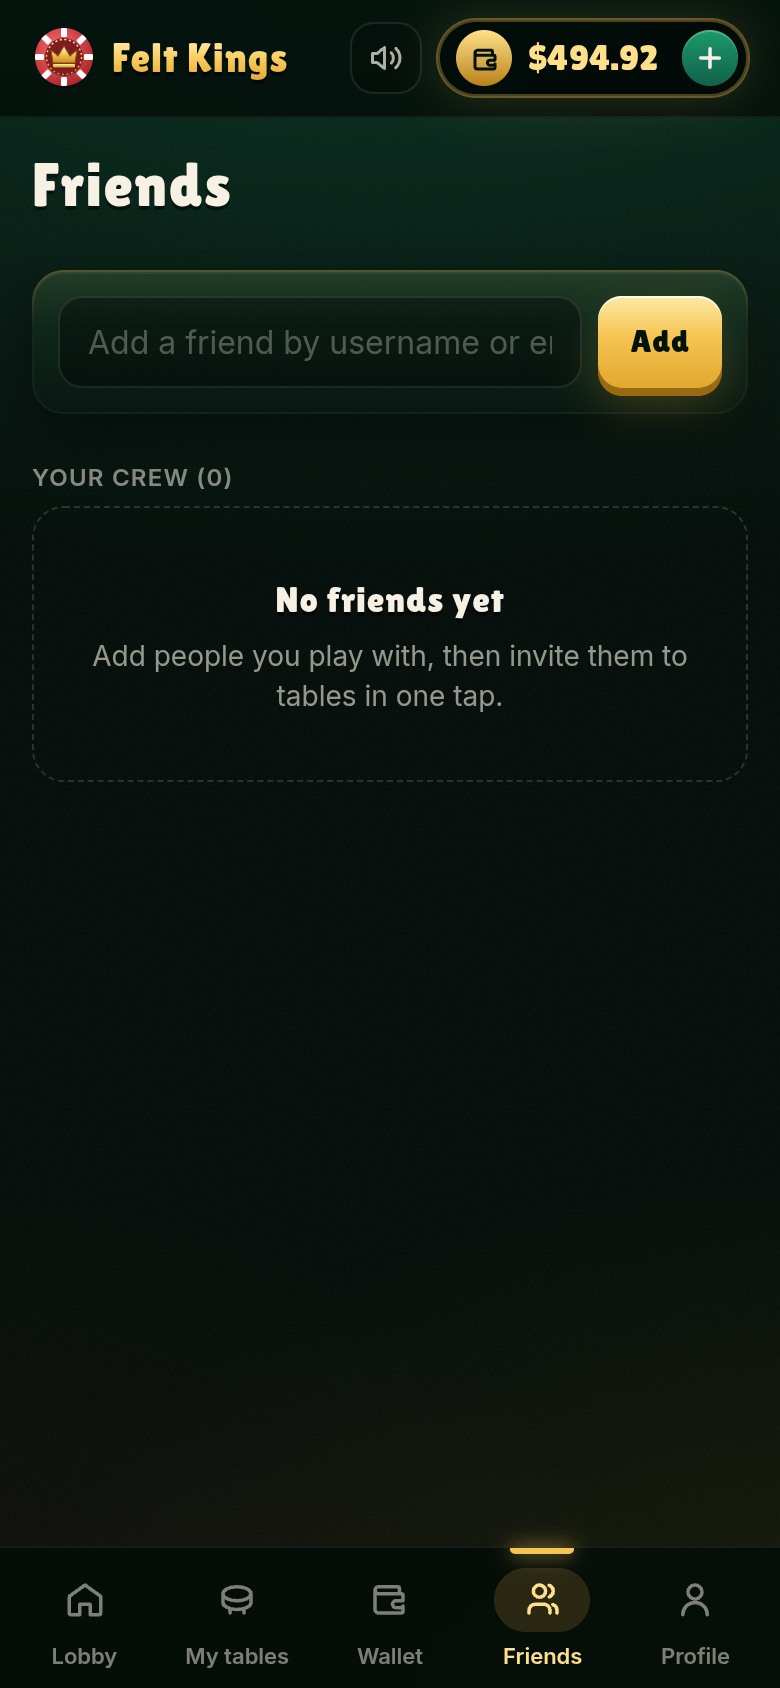 Felt Kings
$494.92
Friends
Add a friend by username or
Add
YOUR CREW (0)
No friends yet
Add people you play with, then invite them to
tables in one tap.
Lobby
My tables
Wallet
Friends
Profile